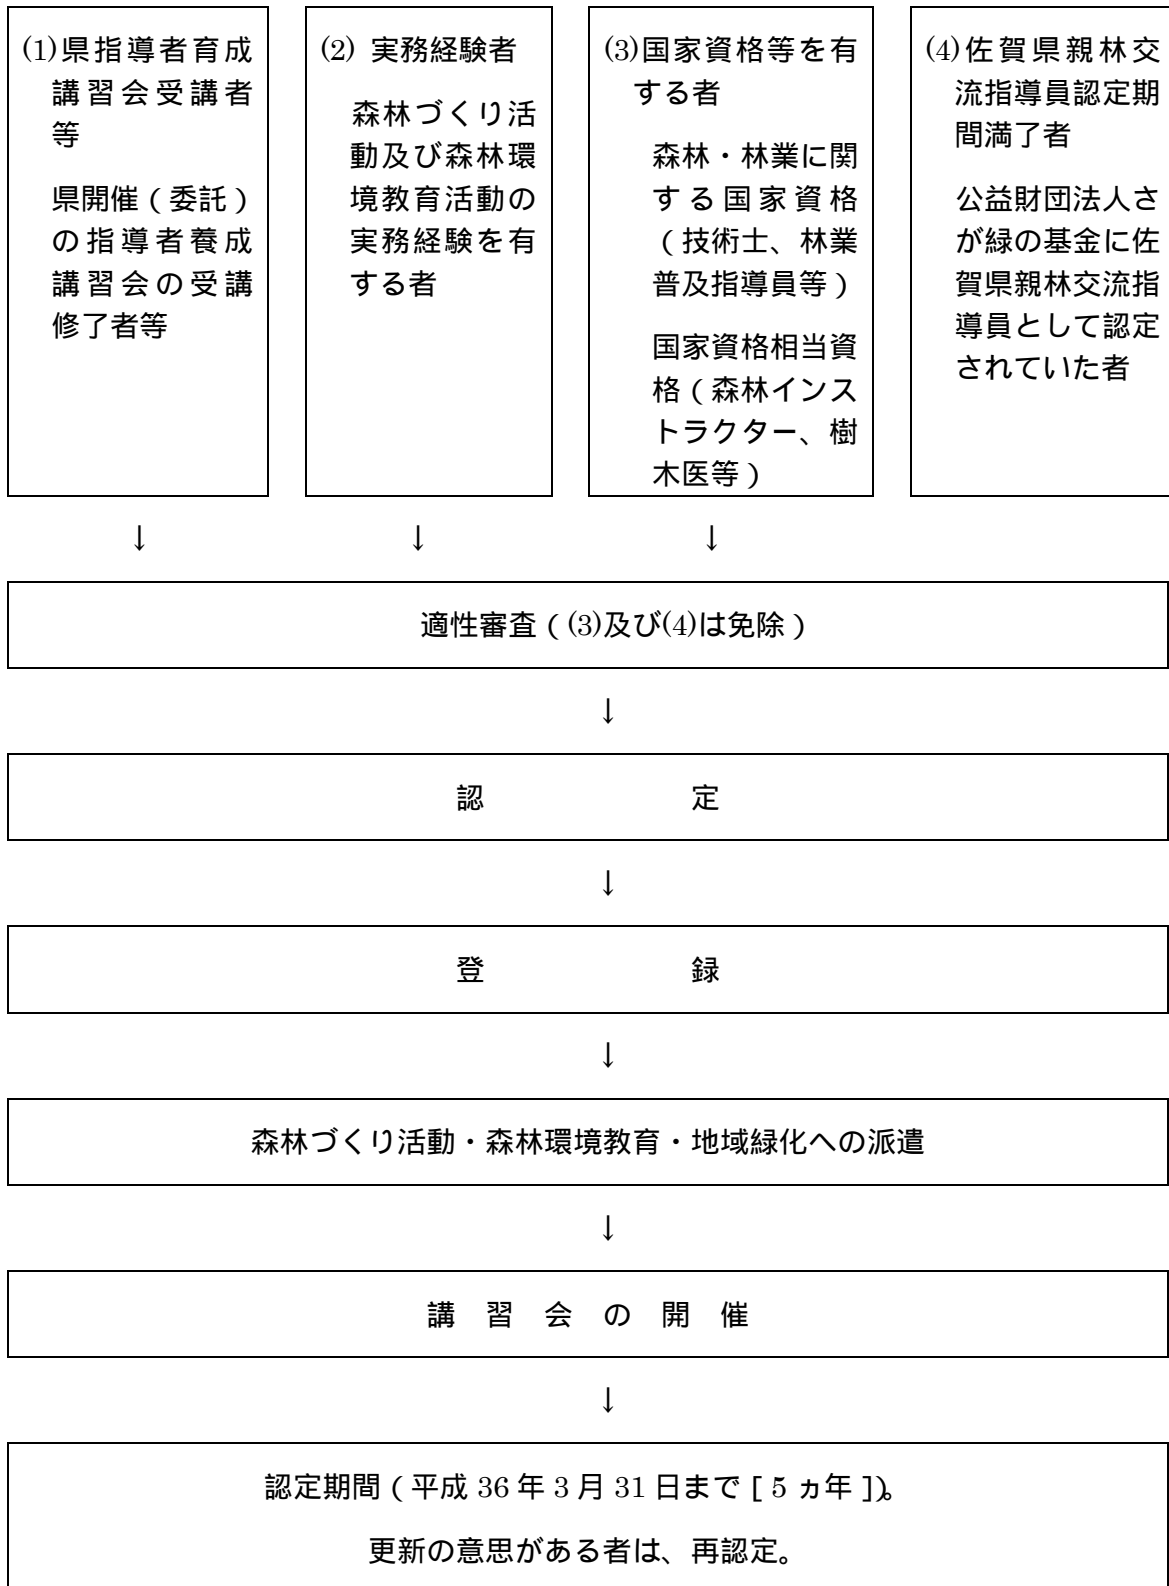 (1)県指導者育成
講習会受講者
等
県開催(委託)
の指導者養成
講習会の受講
修了者等
(2) 実務経験者
森林づくり活
動及び森林環
境教育活動の
実務経験を有
する者
(3)国家資格等を有
する者
森林・林業に関
する国家資格
(技術士、林業
普及指導員等)
国家資格相当資
格(森林インス
トラクター、樹
木医等)
(4)佐賀県親林交
流指導員認定期
間満了者
公益財団法人さ
が緑の基金に佐
賀県親林交流指
導員として認定
されていた者
↓ ↓ ↓
適性審査((3)及び(4)は免除)
↓
認 定
↓
登 録
↓
森林づくり活動・森林環境教育・地域緑化への派遣
↓
講 習 会 の 開 催
↓
認定期間(平成 36 年 3 月 31 日まで[5 ヵ年])。
更新の意思がある者は、再認定。